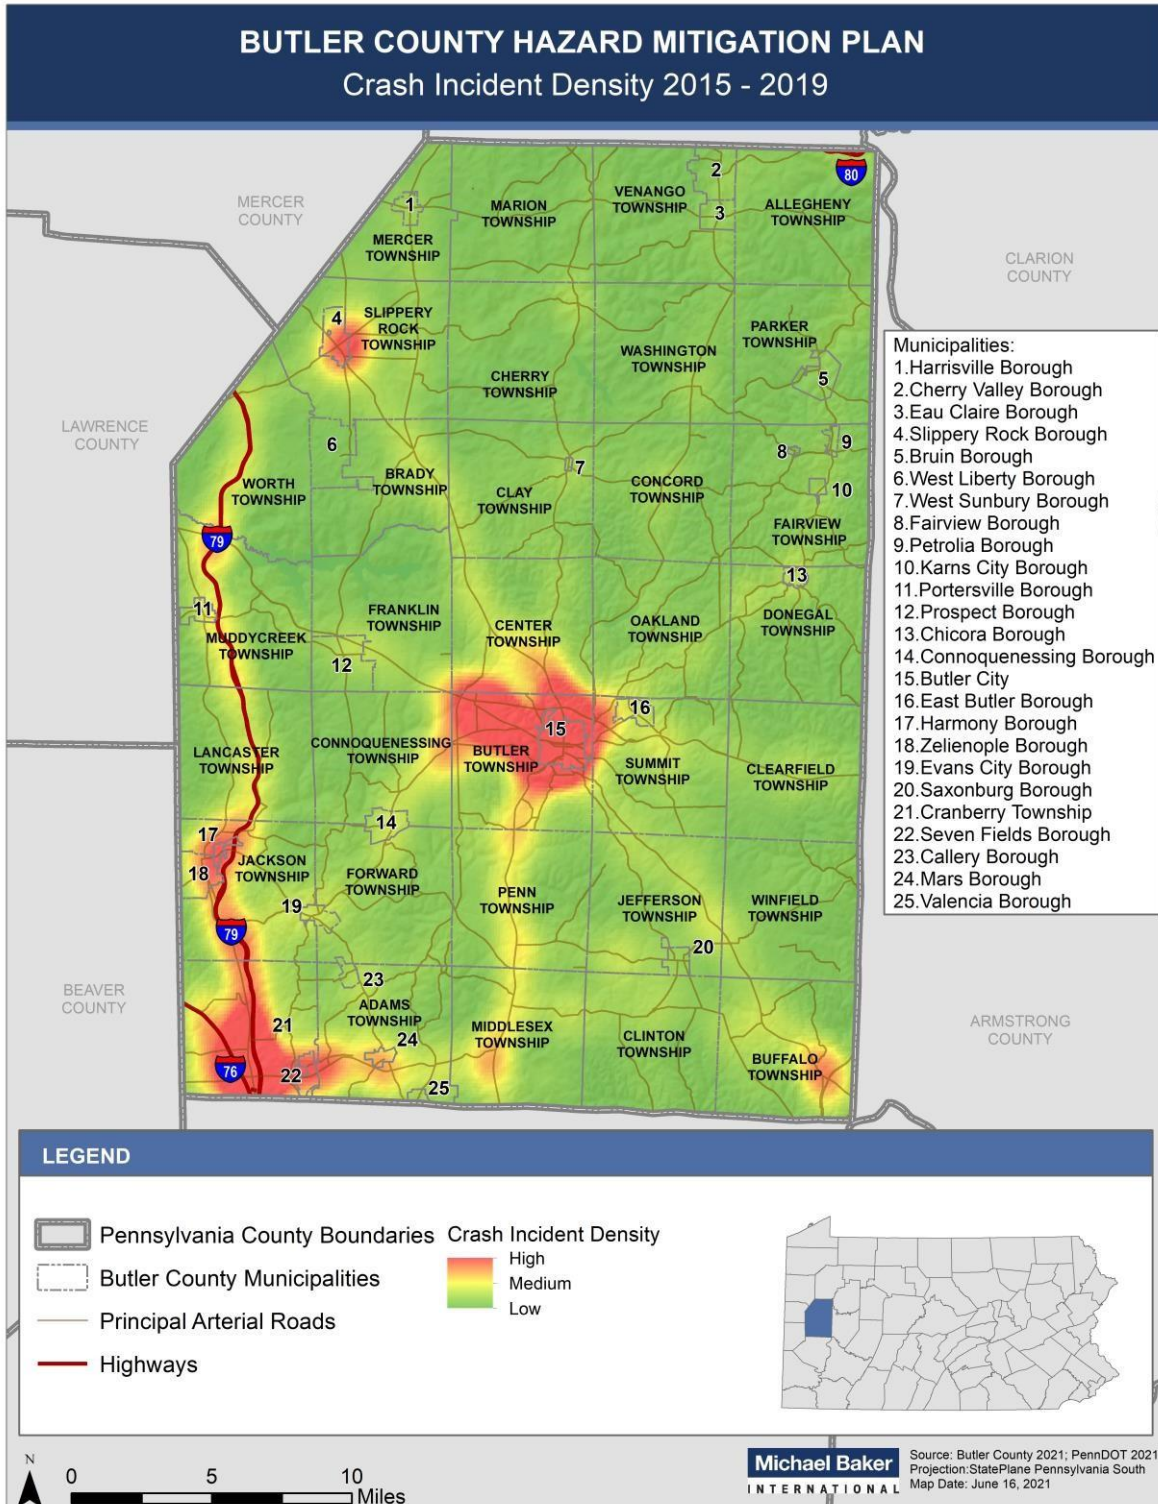 BUTLER COUNTY HAZARD MITIGATION PLAN
Crash Incident Density 2015 - 2019
80
2
VENANGO
TOWNSHIP
MERCER
COUNTY
1
MARION
TOWNSHIP
3
ALLEGHENY
TOWNSHIP
MERCER
TOWNSHIP
CLARION
COUNTY
4
SLIPPERY
ROCK
TOWNSHIP
PARKER
TOWNSHIP
WASHINGTON
TOWNSHIP
CHERRY
TOWNSHIP
5
Municipalities:
1.Harrisville Borough
2.Cherry Valley Borough
3.Eau Claire Borough
4.Slippery Rock Borough
5.Bruin Borough
6.West Liberty Borough
7.West Sunbury Borough
8.Fairview Borough
9.Petrolia Borough
10.Karns City Borough
11.Portersville Borough
12.Prospect Borough
13.Chicora Borough
14.Connoquenessing Borough
15.Butler City
16.East Butler Borough
17.Harmony Borough
18.Zelienople Borough
19.Evans City Borough
20.Saxonburg Borough
21.Cranberry Township
22.Seven Fields Borough
23.Callery Borough
24.Mars Borough
25.Valencia Borough
LAWRENCE
COUNTY
6
8
9
7
WORTH
TOWNSHIP
BRADY
TOWNSHIP
CLAY
TOWNSHIP
CONCORD
TOWNSHIP
10
79
FAIRVIEW
TOWNSHIP
13
11
FRANKLIN
TOWNSHIP
CENTER
TOWNSHIP
OAKLAND
TOWNSHIP
DONEGAL
TOWNSHIP
MUDDYCREEK
TOWNSHIP
12
16
15
LANCASTER
TOWNSHIP
CONNOQUENESSING
TOWNSHIP
BUTLER
TOWNSHIP
SUMMIT
TOWNSHIP
CLEARFIELD
TOWNSHIP
14
17
18
JACKSON
TOWNSHIP
FORWARD
TOWNSHIP
PENN
TOWNSHIP
JEFFERSON
TOWNSHIP
WINFIELD
TOWNSHIP
19
79
20
23
BEAVER
COUNTY
ADAMS
TOWNSHIP
21
MIDDLESEX
TOWNSHIP
CLINTON
TOWNSHIP
ARMSTRONG
COUNTY
24
BUFFALO
TOWNSHIP
76
22
25
LEGEND
Pennsylvania County Boundaries
Butler County Municipalities
Principal Arterial Roads
Highways
Crash Incident Density
High
Medium
Low
N
0 5 10
Miles
Michael Baker
INTERNATIONAL
Source: Butler County 2021; PennDOT 2021
Projection:StatePlane Pennsylvania South
Map Date: June 16, 2021